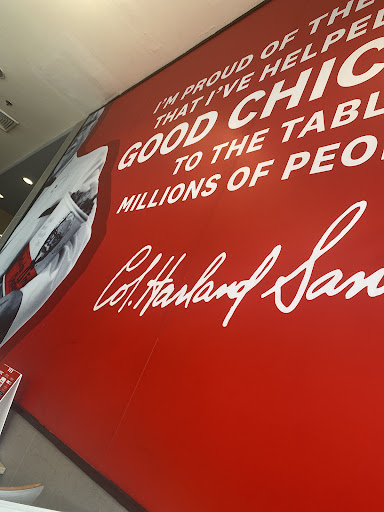 I'M PROUD OF THE
THAT I'VE HELPED
GOOD CHIC
TO THE TABL
MILLIONS OF PEO
Col. Harland San